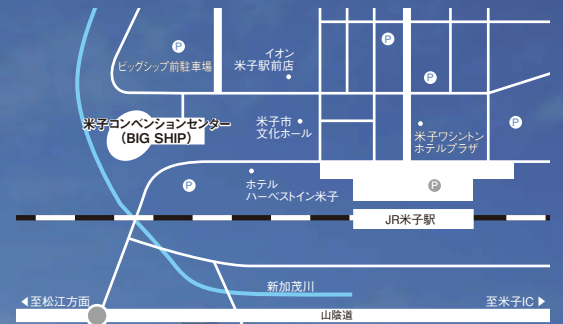 P
イオン
米子駅前店
P
ビッグシップ前駐車場
P
米子コンベンションセンター
（BIG SHIP）
米子市
文化ホール
米子ワシントン
ホテルプラザ
P
P
ホテル
ハーベストイン米子
P
JR米子駅
新加茂川
◀至松江方面
至米子IC▶
山陰道